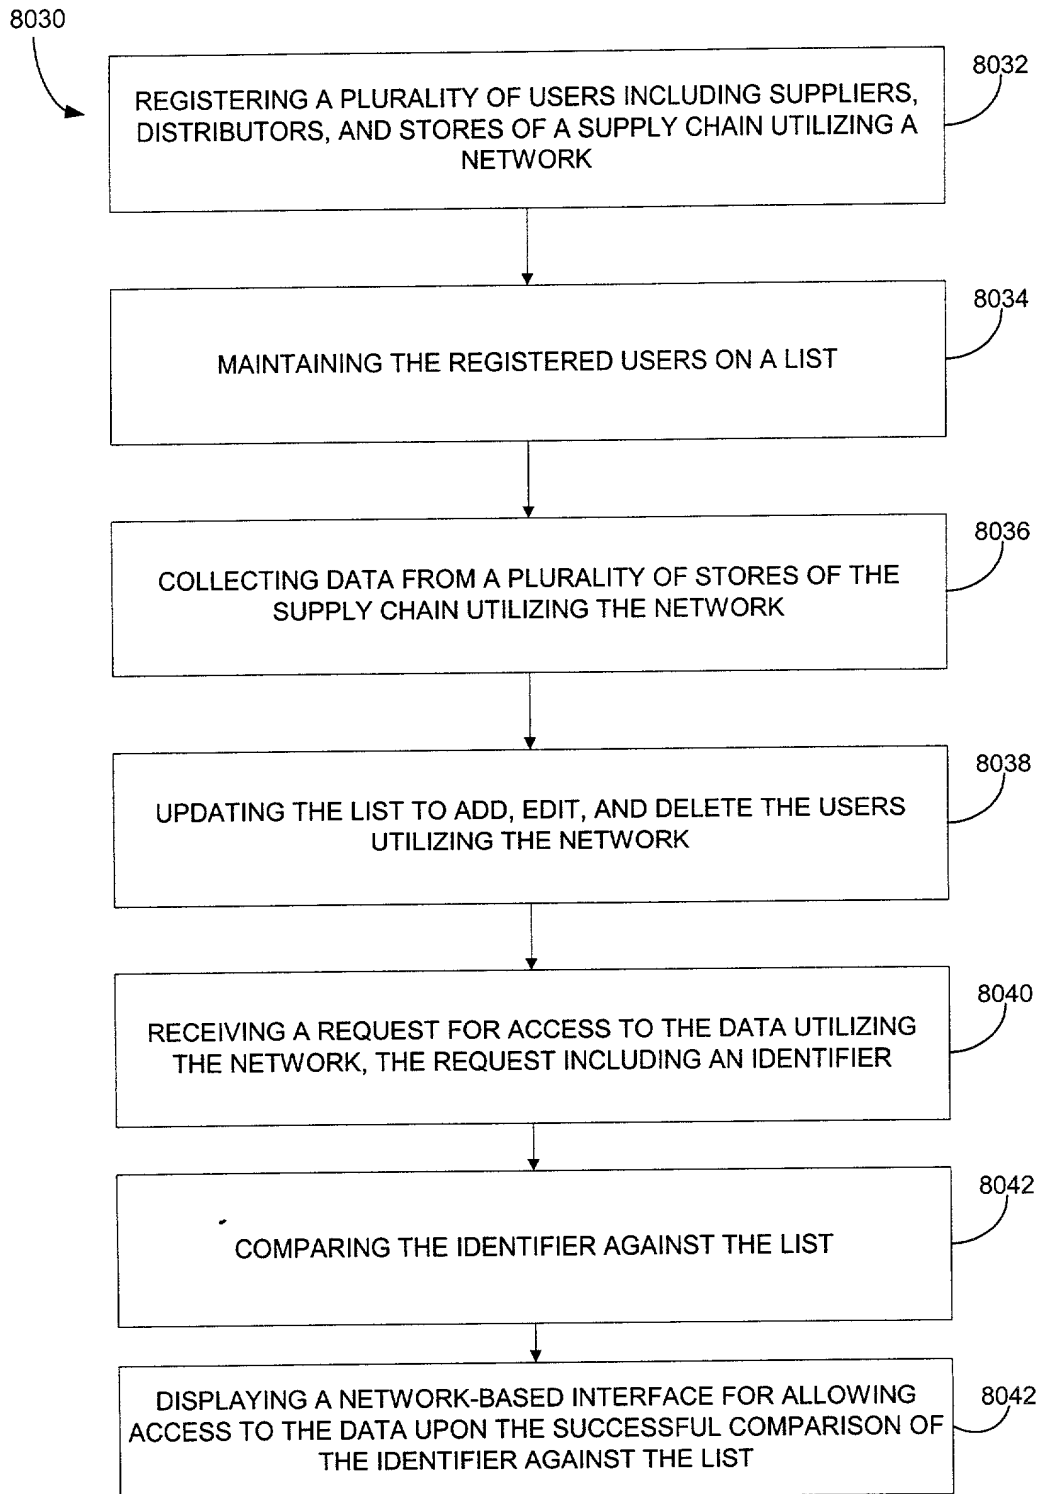 8030
8032
REGISTERING A PLURALITY OF USERS INCLUDING SUPPLIERS,
DISTRIBUTORS, AND STORES OF A SUPPLY CHAIN UTILIZING A
NETWORK
8034
MAINTAINING THE REGISTERED USERS ON A LIST
8036
COLLECTING DATA FROM A PLURALITY OF STORES OF THE
SUPPLY CHAIN UTILIZING THE NETWORK
8038
UPDATING THE LIST TO ADD, EDIT, AND DELETE THE USERS
UTILIZING THE NETWORK
8040
RECEIVING A REQUEST FOR ACCESS TO THE DATA UTILIZING
THE NETWORK, THE REQUEST INCLUDING AN IDENTIFIER
8042
COMPARING THE IDENTIFIER AGAINST THE LIST
8042
DISPLAYING A NETWORK-BASED INTERFACE FOR ALLOWING
ACCESS TO THE DATA UPON THE SUCCESSFUL COMPARISON OF
THE IDENTIFIER AGAINST THE LIST